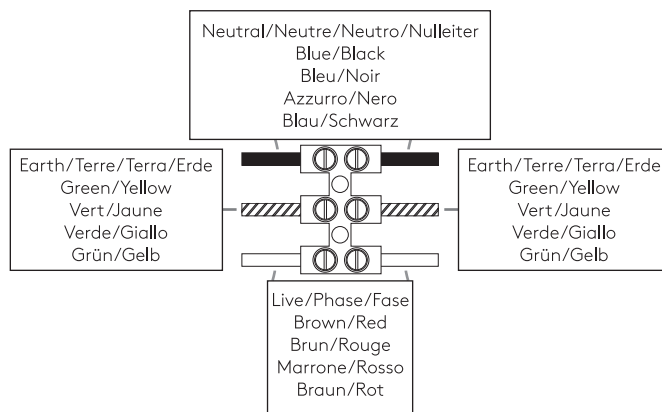 Neutral/Neutre/Neutro/Nulleiter
Blue/Black
Bleu/Noir
Azzurro/Nero
Blau/Schwarz
Earth/Terre/Terra/Erde
Green/Yellow
Vert/Jaune
Verde/Giallo
Grün/Gelb
Earth/Terre/Terra/Erde
Green/Yellow
Vert/Jaune
Verde/Giallo
Grün/Gelb
Live/Phase/Fase
Brown/Red
Brun/Rouge
Marrone/Rosso
Braun/Rot